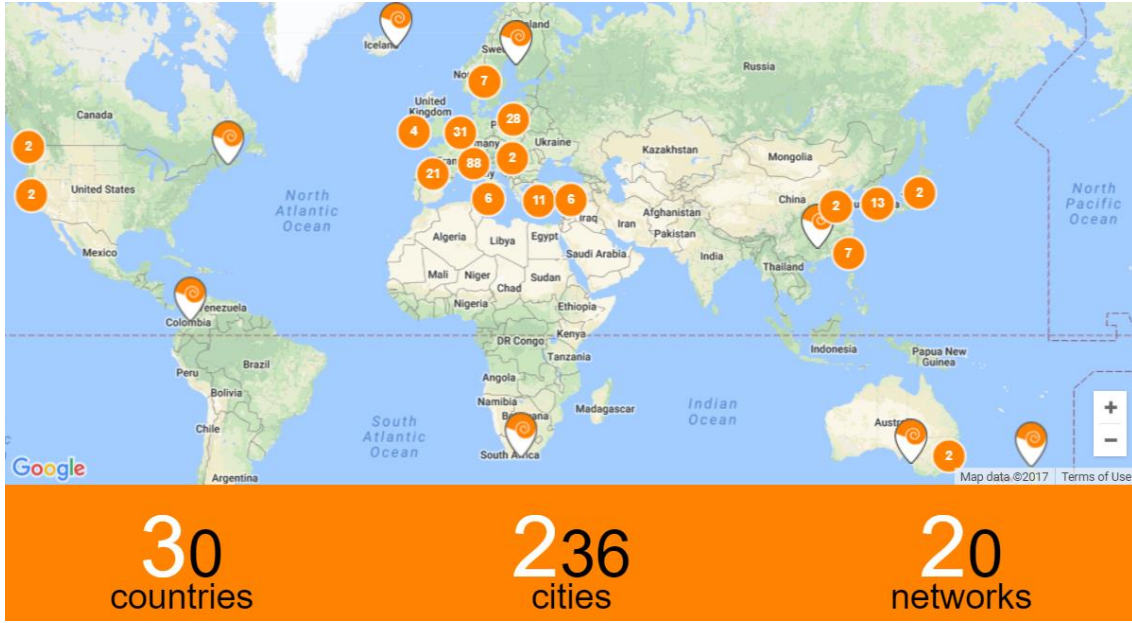 Iceland
Russia
Canada
United
Kingdom
Ukraine
Kazakhstan
Mongolia
7
28
4
31
2
88
21
2
6
11
6
2
United States
2
North
Atlantic
Ocean
Mexico
China
2
13
2
7
North
Pacific
Ocean
Afghanistan
Pakistan
Iraq
Iran
India
Thailand
Algeria
Libya
Egypt
Saudi Arabia
Mali
Niger
Chad
Sudan
Nigeria
Ethiopia
Colombia
DR Congo
Kenya
Tanzania
Indonesia
Papua New
Guinea
Peru
Brazil
Bolivia
Angola
Namibia
Madagascar
Indian
Ocean
South
Atlantic
Ocean
Chile
South Africa
Argentina
2
+
−
Google
Map data ©2017
Terms of Use
30
countries
236
cities
20
networks